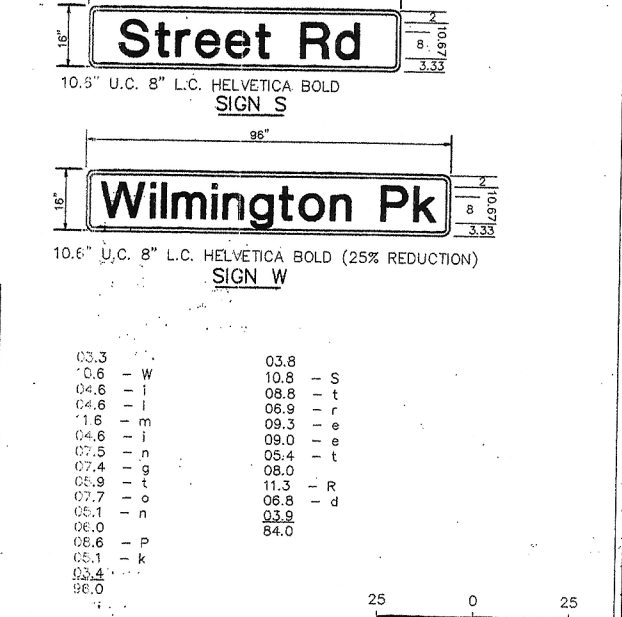 2
16"
Street Rd
8
10.67
3.33
10.6" U.C. 8" L.C. HELVETICA BOLD
SIGN S
96"
2
16"
Wilmington Pk
8
10.67
3.33
10.6" U.C. 8" L.C. HELVETICA BOLD (25% REDUCTION)
SIGN W
03.3
10.6 – W
04.6 – i
04.6 – l
11.6 – m
04.6 – i
07.5 – n
07.4 – g
05.9 – t
07.7 – o
05.1 – n
06.0
08.6 – P
05.1 – k
03.4
96.0
03.8
10.8 – S
08.8 – t
06.9 – r
09.3 – e
09.0 – e
05.4 – t
08.0
11.3 – R
06.8 – d
03.9
84.0
25 0 25